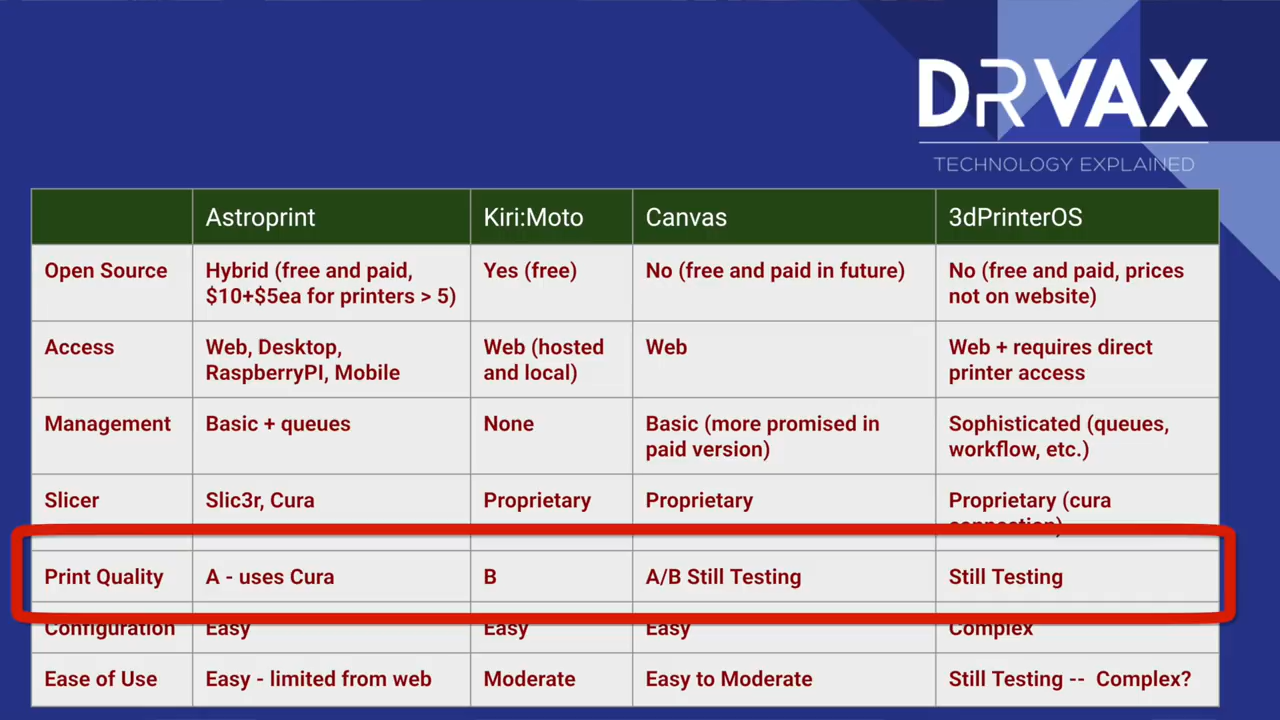 DRVAX
TECHNOLOGY EXPLAINED
Astroprint Kiri:Moto Canvas 3dPrinterOS
Open Source Hybrid (free and paid, Yes (free) No (free and paid in future) No (free and paid, prices
$10+$5ea for printers > 5) not on website)
Access Web, Desktop, Web (hosted Web Web + requires direct
RaspberryPI, Mobile and local) printer access
Management Basic + queues None Basic (more promised in Sophisticated (queues,
paid version) workflow, etc.)
Slicer Slic3r, Cura Proprietary Proprietary Proprietary (cura
connection)
Print Quality A - uses Cura B A/B Still Testing Still Testing
Configuration Easy Easy Easy Complex
Ease of Use Easy - limited from web Moderate Easy to Moderate Still Testing -- Complex?